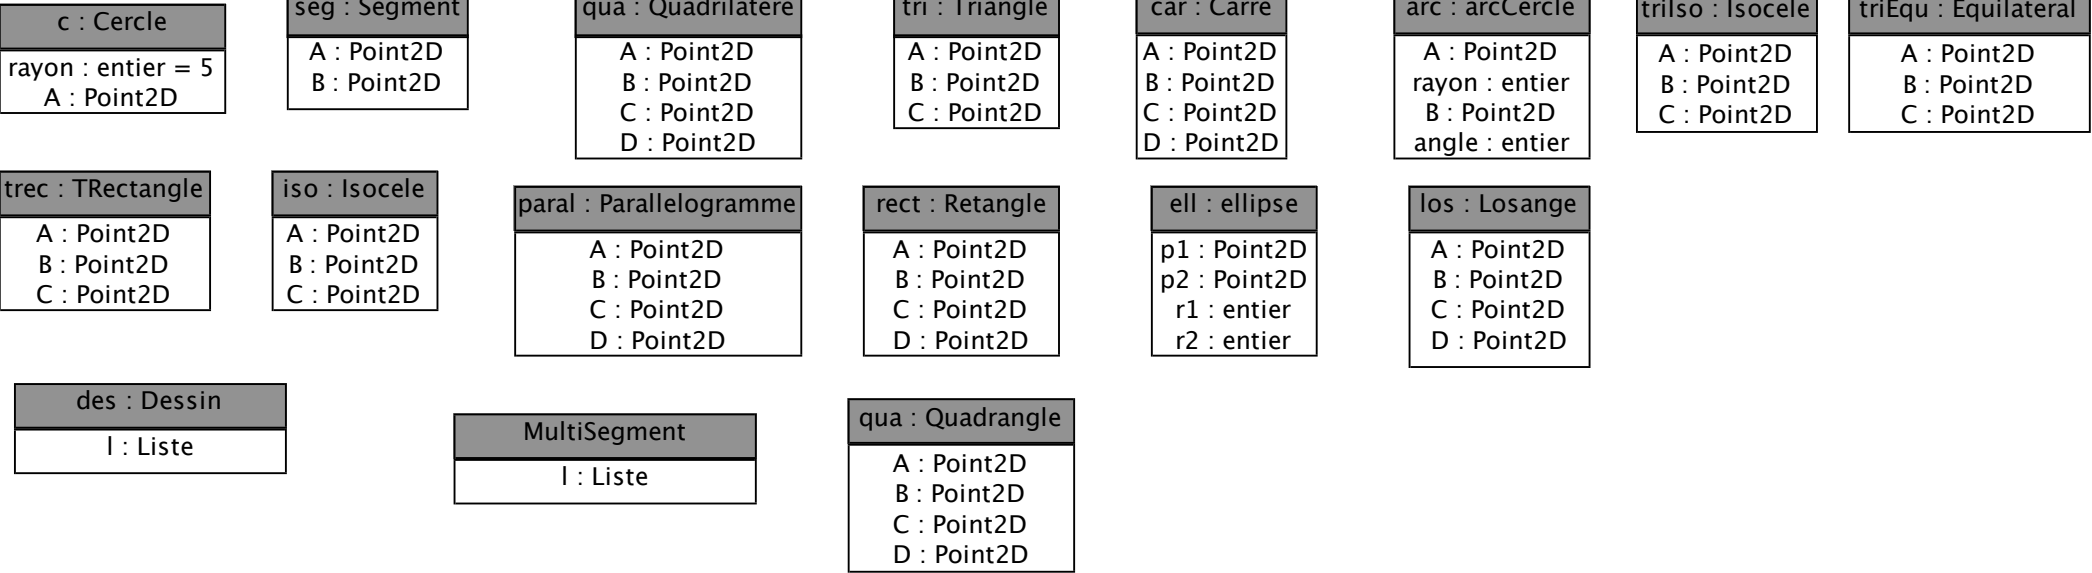 c : Cercle
rayon : entier = 5
A : Point2D
seg : Segment
A : Point2D
B : Point2D
qua : Quadrilatere
A : Point2D
B : Point2D
C : Point2D
D : Point2D
tri : Triangle
A : Point2D
B : Point2D
C : Point2D
car : Carre
A : Point2D
B : Point2D
C : Point2D
D : Point2D
arc : arcCercle
A : Point2D
rayon : entier
B : Point2D
angle : entier
triIso : Isocele
A : Point2D
B : Point2D
C : Point2D
triEqu : Equilateral
A : Point2D
B : Point2D
C : Point2D
trec : TRectangle
A : Point2D
B : Point2D
C : Point2D
iso : Isocele
A : Point2D
B : Point2D
C : Point2D
paral : Parallelogramme
A : Point2D
B : Point2D
C : Point2D
D : Point2D
rect : Retangle
A : Point2D
B : Point2D
C : Point2D
D : Point2D
ell : ellipse
p1 : Point2D
p2 : Point2D
r1 : entier
r2 : entier
los : Losange
A : Point2D
B : Point2D
C : Point2D
D : Point2D
des : Dessin
l : Liste
MultiSegment
l : Liste
qua : Quadrangle
A : Point2D
B : Point2D
C : Point2D
D : Point2D